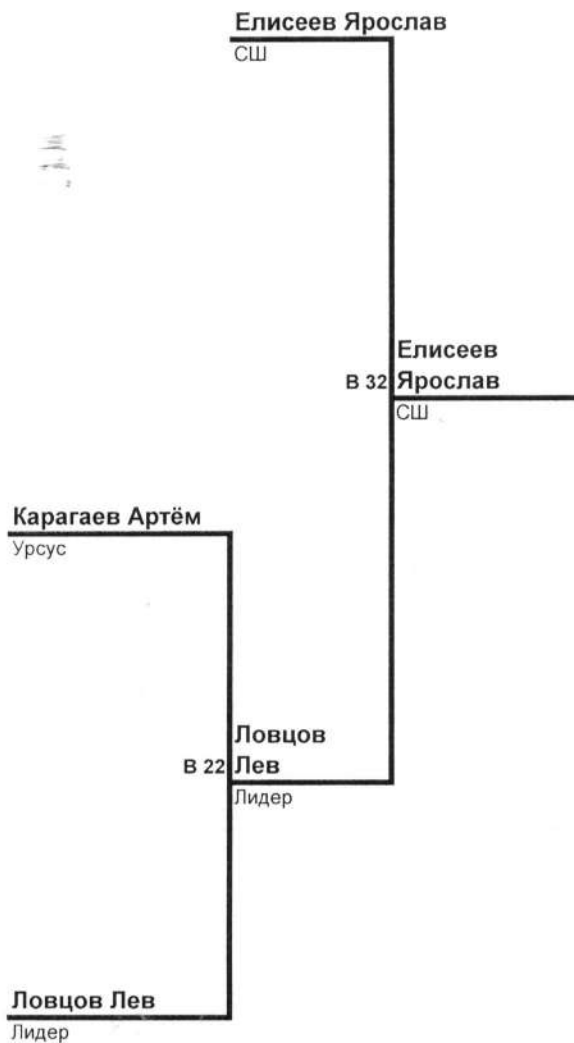 Елисеев Ярослав
СШ
Елисеев
В 32 Ярослав
СШ
Карагаев Артём
Урсус
Ловцов
В 22 Лев
Лидер
Ловцов Лев
Лидер